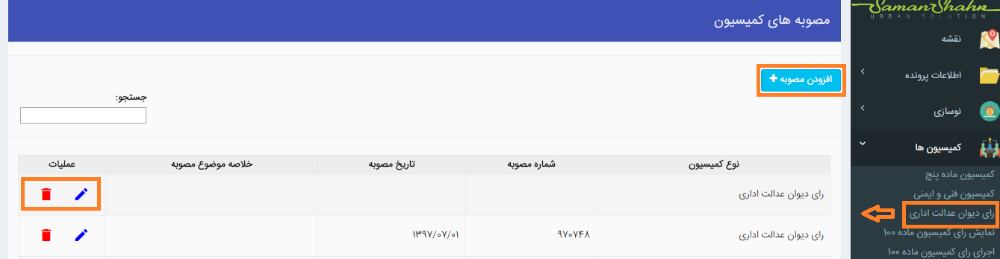 SamanShahr
URBAN SOLUTION
نقشه
اطلاعات پرونده
نوسازی
کمیسیون ها
کمیسیون ماده پنج
کمیسیون فنی و ایمنی
رای دیوان عدالت اداری
نمایش رای کمیسیون ماده ۱۰۰
اجرای رای کمیسیون ماده ۱۰۰
مصوبه های کمیسیون
افزودن مصوبه +
جستجو:
نوع کمیسیون شماره مصوبه تاریخ مصوبه خلاصه موضوع مصوبه عملیات
رای دیوان عدالت اداری
رای دیوان عدالت اداری ۹۷۰۷۴۸ ۱۳۹۷/۰۷/۰۱